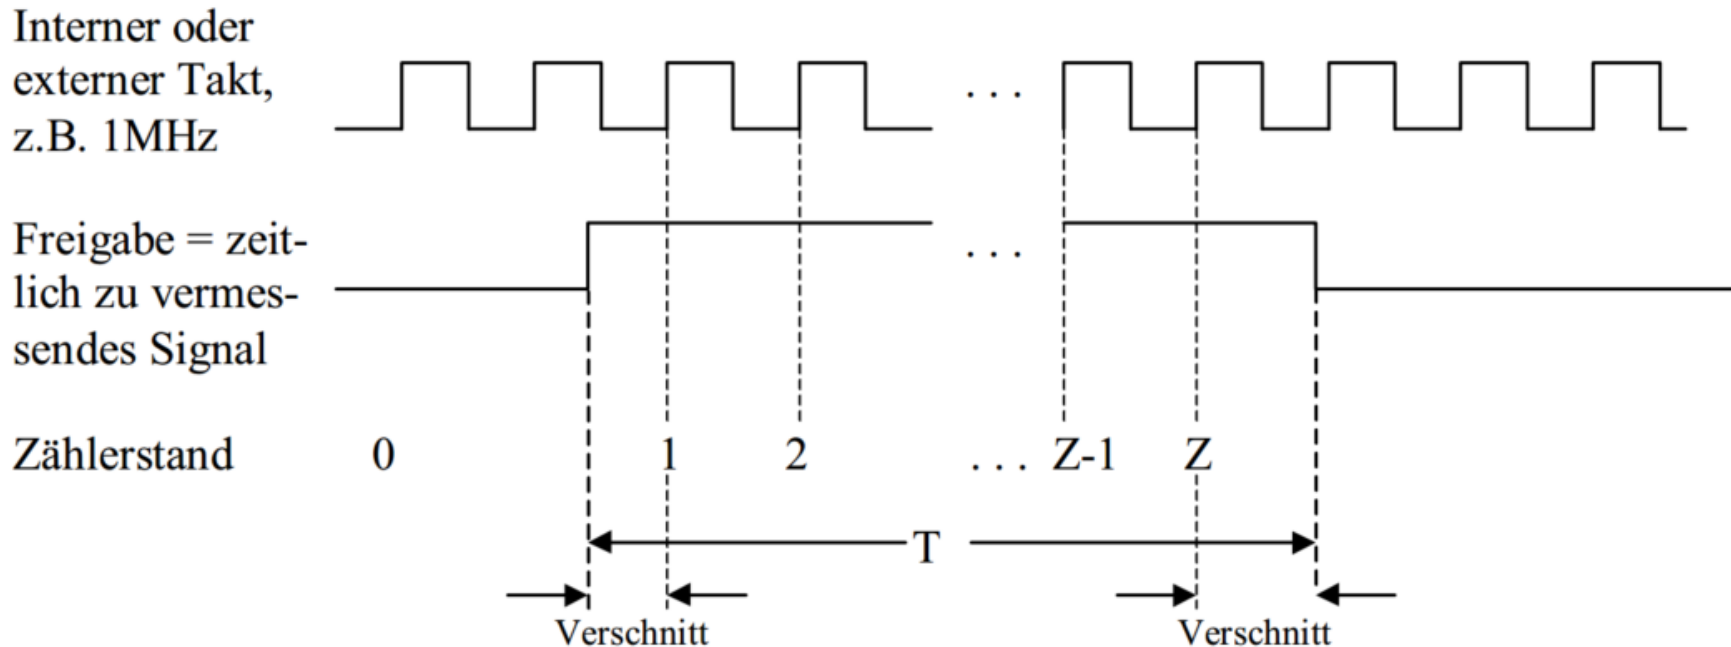 Interner oder
externer Takt,
z.B. 1MHz
. . .
Freigabe = zeit-
lich zu vermes-
sendes Signal
. . .
Zählerstand 0 1 2 . . . Z-1 Z
T
Verschnitt Verschnitt